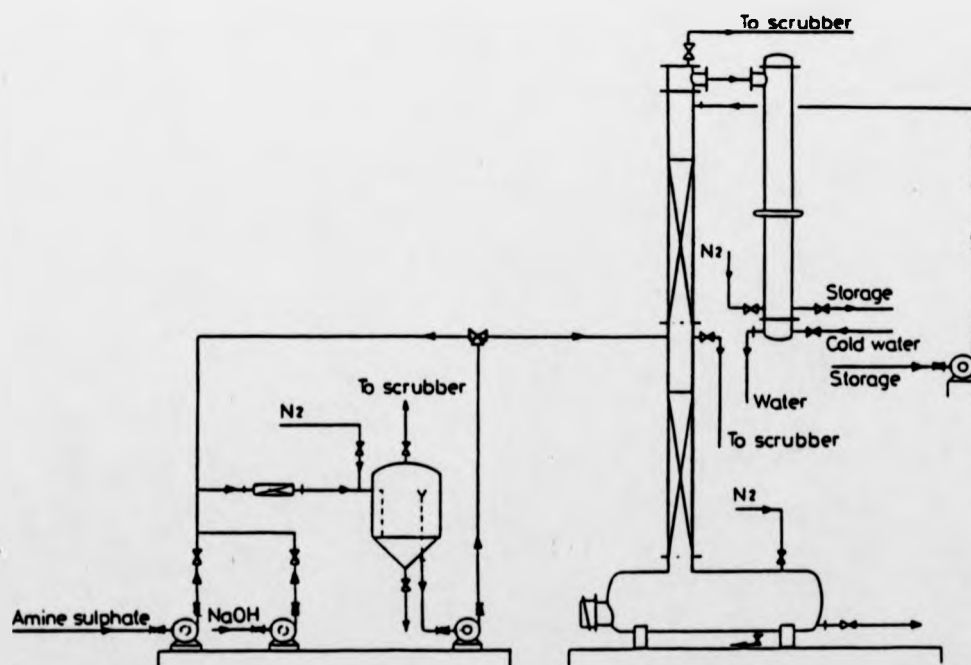 To scrubber
N2
Storage
Cold water
Storage
Water
To scrubber
To scrubber
N2
N2
Amine sulphate
NaOH